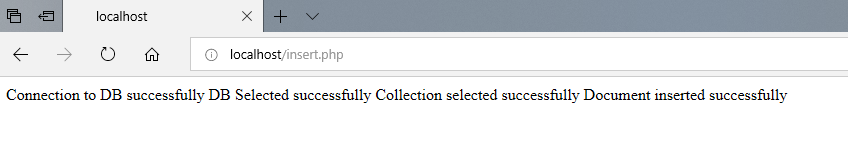 localhost
localhost/insert.php
Connection to DB successfully DB Selected successfully Collection selected successfully Document inserted successfully